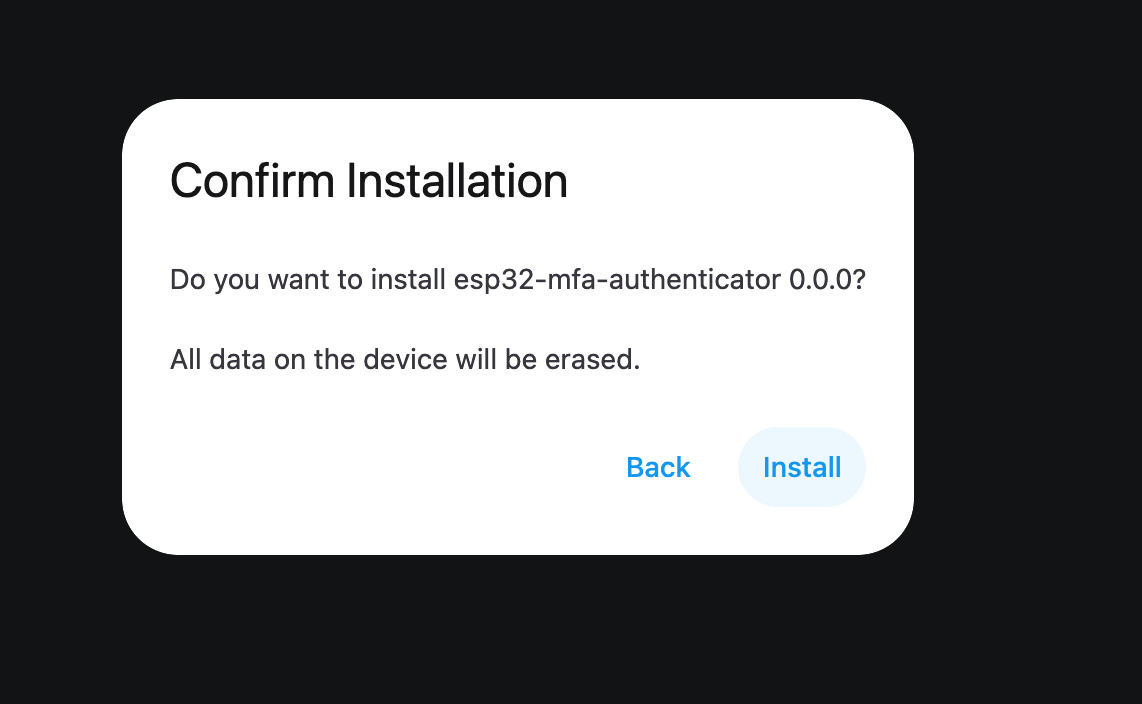 Confirm Installation
Do you want to install esp32-mfa-authenticator 0.0.0?
All data on the device will be erased.
Back
Install